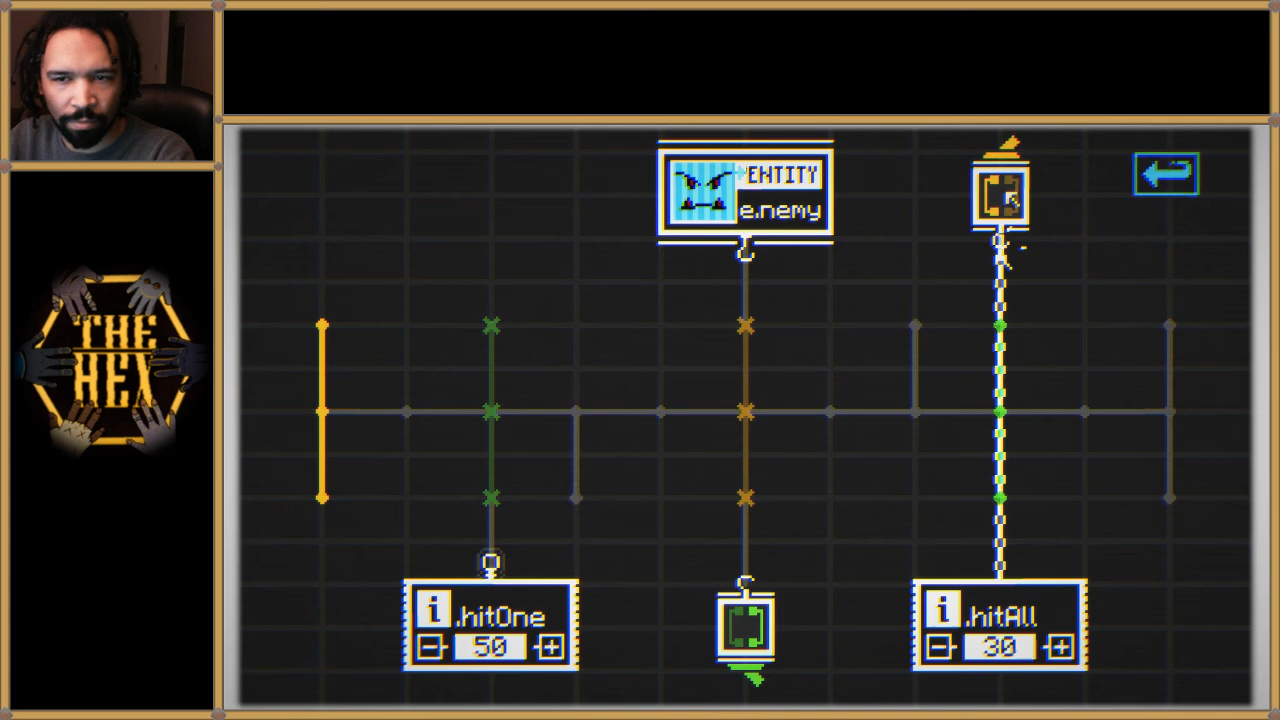 ENTITY
e.nemy
THE
HEX
i .hitOne
50
i .hitAll
30